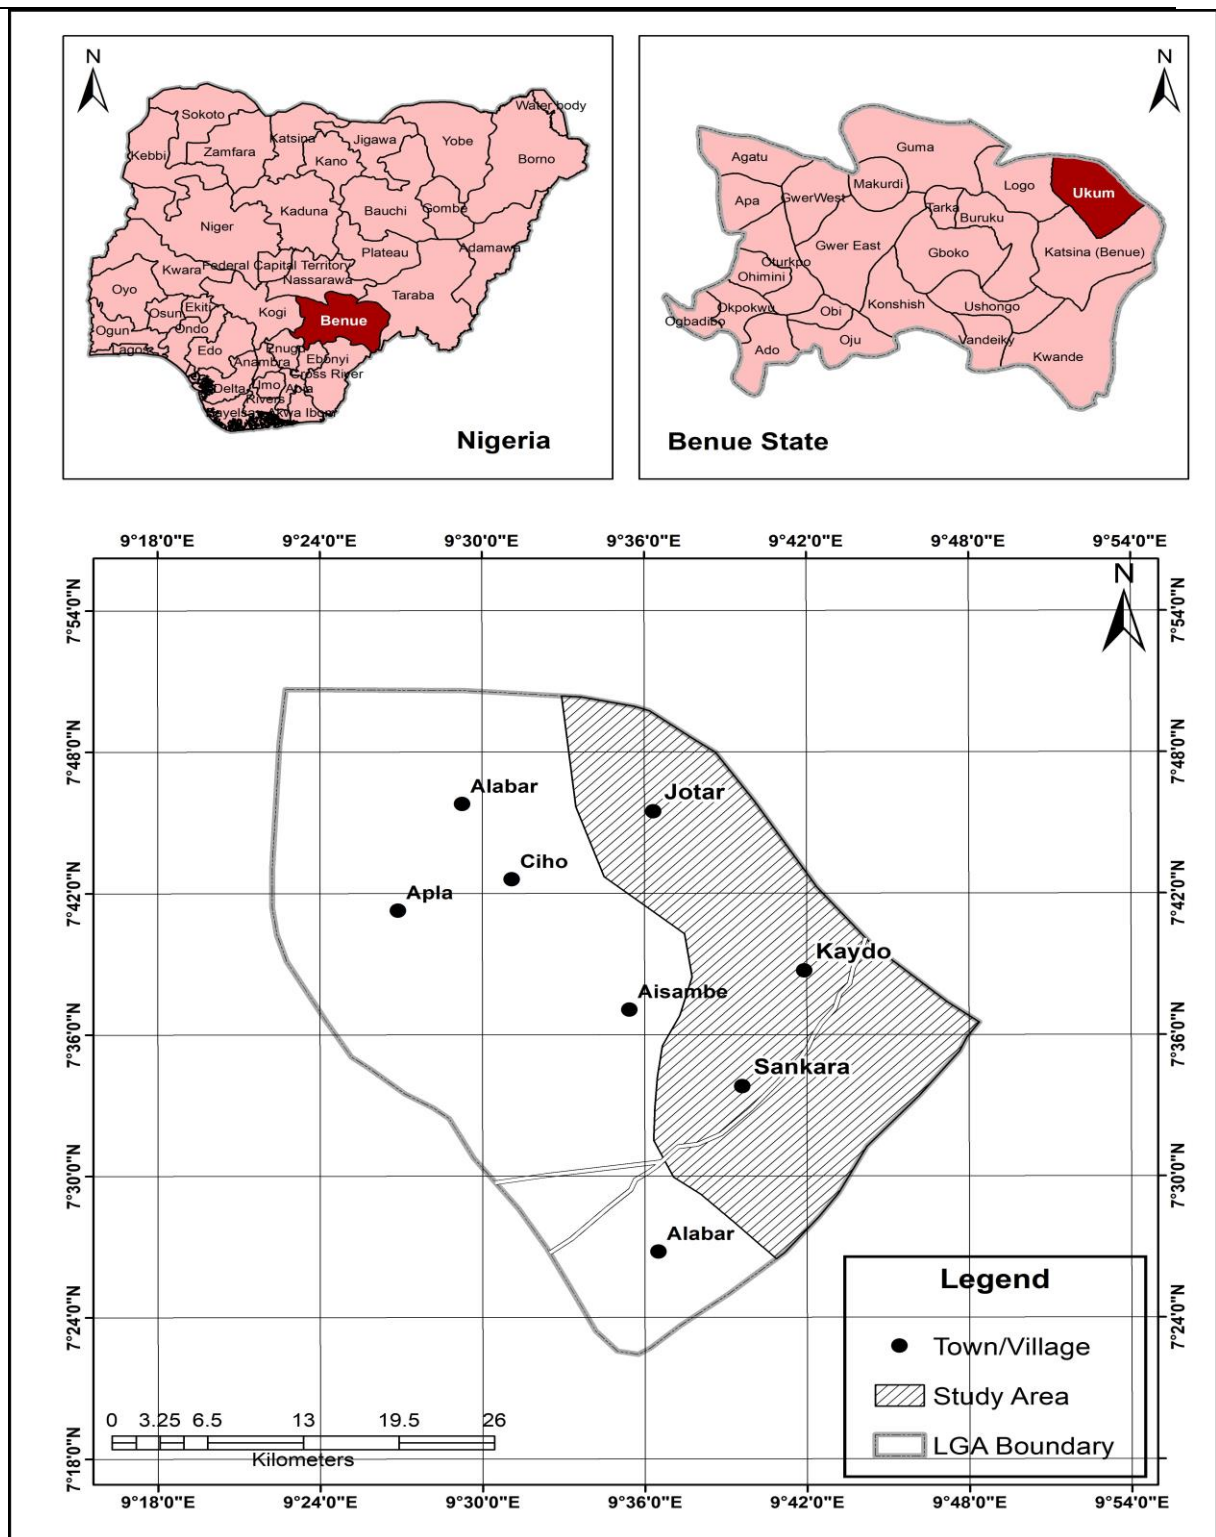 N
Water body
Sokoto
Katsina
Jigawa
Yobe
Kebbi
Zamfara
Kano
Borno
Kaduna
Bauchi
Gombe
Niger
Plateau
Adamawa
Kwara
Federal Capital Territory
Nassarawa
Oyo
Taraba
Osun
Ekiti
Kogi
Benue
Ogun
Ondo
Lagos
Edo
Enugu
Anambra
Ebonyi
Cross River
Delta
Imo
Abia
Rivers
Bayelsa
Akwa Ibom
Nigeria
N
Guma
Agatu
Makurdi
Logo
Ukum
Apa
GwerWest
Tarka
Buruku
Gwer East
Gboko
Katsina (Benue)
Oturkpo
Ohimini
Okpokwu
Obi
Konshish
Ushongo
Ogbadibo
Ado
Oju
Vandeiky
Kwande
Benue State
9°18'0"E 9°24'0"E 9°30'0"E 9°36'0"E 9°42'0"E 9°48'0"E 9°54'0"E
N
7°54'0"N 7°54'0"N
7°48'0"N 7°48'0"N
Alabar
Jotar
Ciho
Apla
7°42'0"N 7°42'0"N
Kaydo
Aisambe
7°36'0"N 7°36'0"N
Sankara
7°30'0"N 7°30'0"N
Alabar
7°24'0"N 7°24'0"N
Legend
Town/Village
Study Area
LGA Boundary
0 3.25 6.5 13 19.5 26
Kilometers
7°18'0"N 7°18'0"N
9°18'0"E 9°24'0"E 9°30'0"E 9°36'0"E 9°42'0"E 9°48'0"E 9°54'0"E